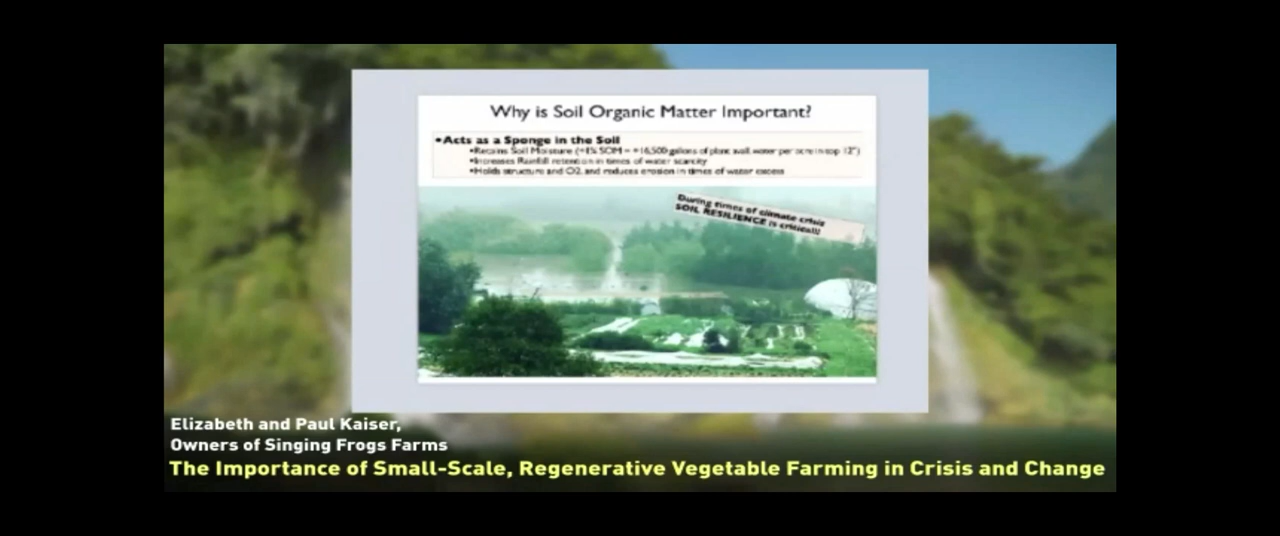 Why is Soil Organic Matter Important?
•Acts as a Sponge in the Soil
•Retains Soil Moisture (+1% SOM = +16,500 gallons of plant avail. water per acre in top 12")
•Increases Rainfall retention in times of water scarcity
•Holds structure and O2, and reduces erosion in times of water excess
During times of climate crisis
SOIL RESILIENCE is critical!!
Elizabeth and Paul Kaiser,
Owners of Singing Frogs Farms
The Importance of Small-Scale, Regenerative Vegetable Farming in Crisis and Change